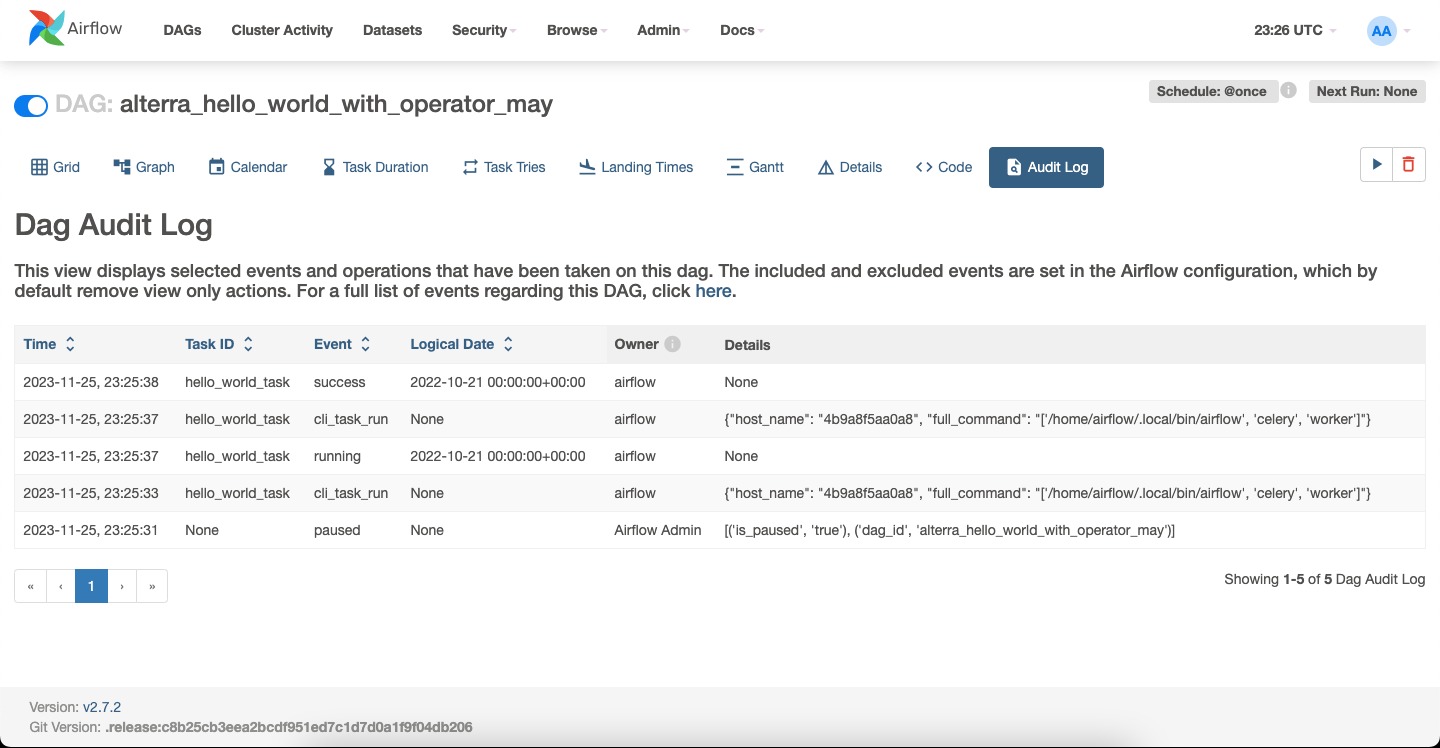 Airflow DAGs Cluster Activity Datasets Security Browse Admin Docs 23:26 UTC AA
DAG: alterra_hello_world_with_operator_may Schedule: @once Next Run: None
Grid Graph Calendar Task Duration Task Tries Landing Times Gantt Details Code Audit Log
Dag Audit Log
This view displays selected events and operations that have been taken on this dag. The included and excluded events are set in the Airflow configuration, which by
default remove view only actions. For a full list of events regarding this DAG, click here.
Time Task ID Event Logical Date Owner Details
2023-11-25, 23:25:38 hello_world_task success 2022-10-21 00:00:00+00:00 airflow None
2023-11-25, 23:25:37 hello_world_task cli_task_run None airflow {"host_name": "4b9a8f5aa0a8", "full_command": "['/home/airflow/.local/bin/airflow', 'celery', 'worker']"}
2023-11-25, 23:25:37 hello_world_task running 2022-10-21 00:00:00+00:00 airflow None
2023-11-25, 23:25:33 hello_world_task cli_task_run None airflow {"host_name": "4b9a8f5aa0a8", "full_command": "['/home/airflow/.local/bin/airflow', 'celery', 'worker']"}
2023-11-25, 23:25:31 None paused None Airflow Admin [('is_paused', 'true'), ('dag_id', 'alterra_hello_world_with_operator_may')]
« ‹ 1 › » Showing 1-5 of 5 Dag Audit Log
Version: v2.7.2
Git Version: .release:c8b25cb3eea2bcdf951ed7c1d7d0a1f9f04db206